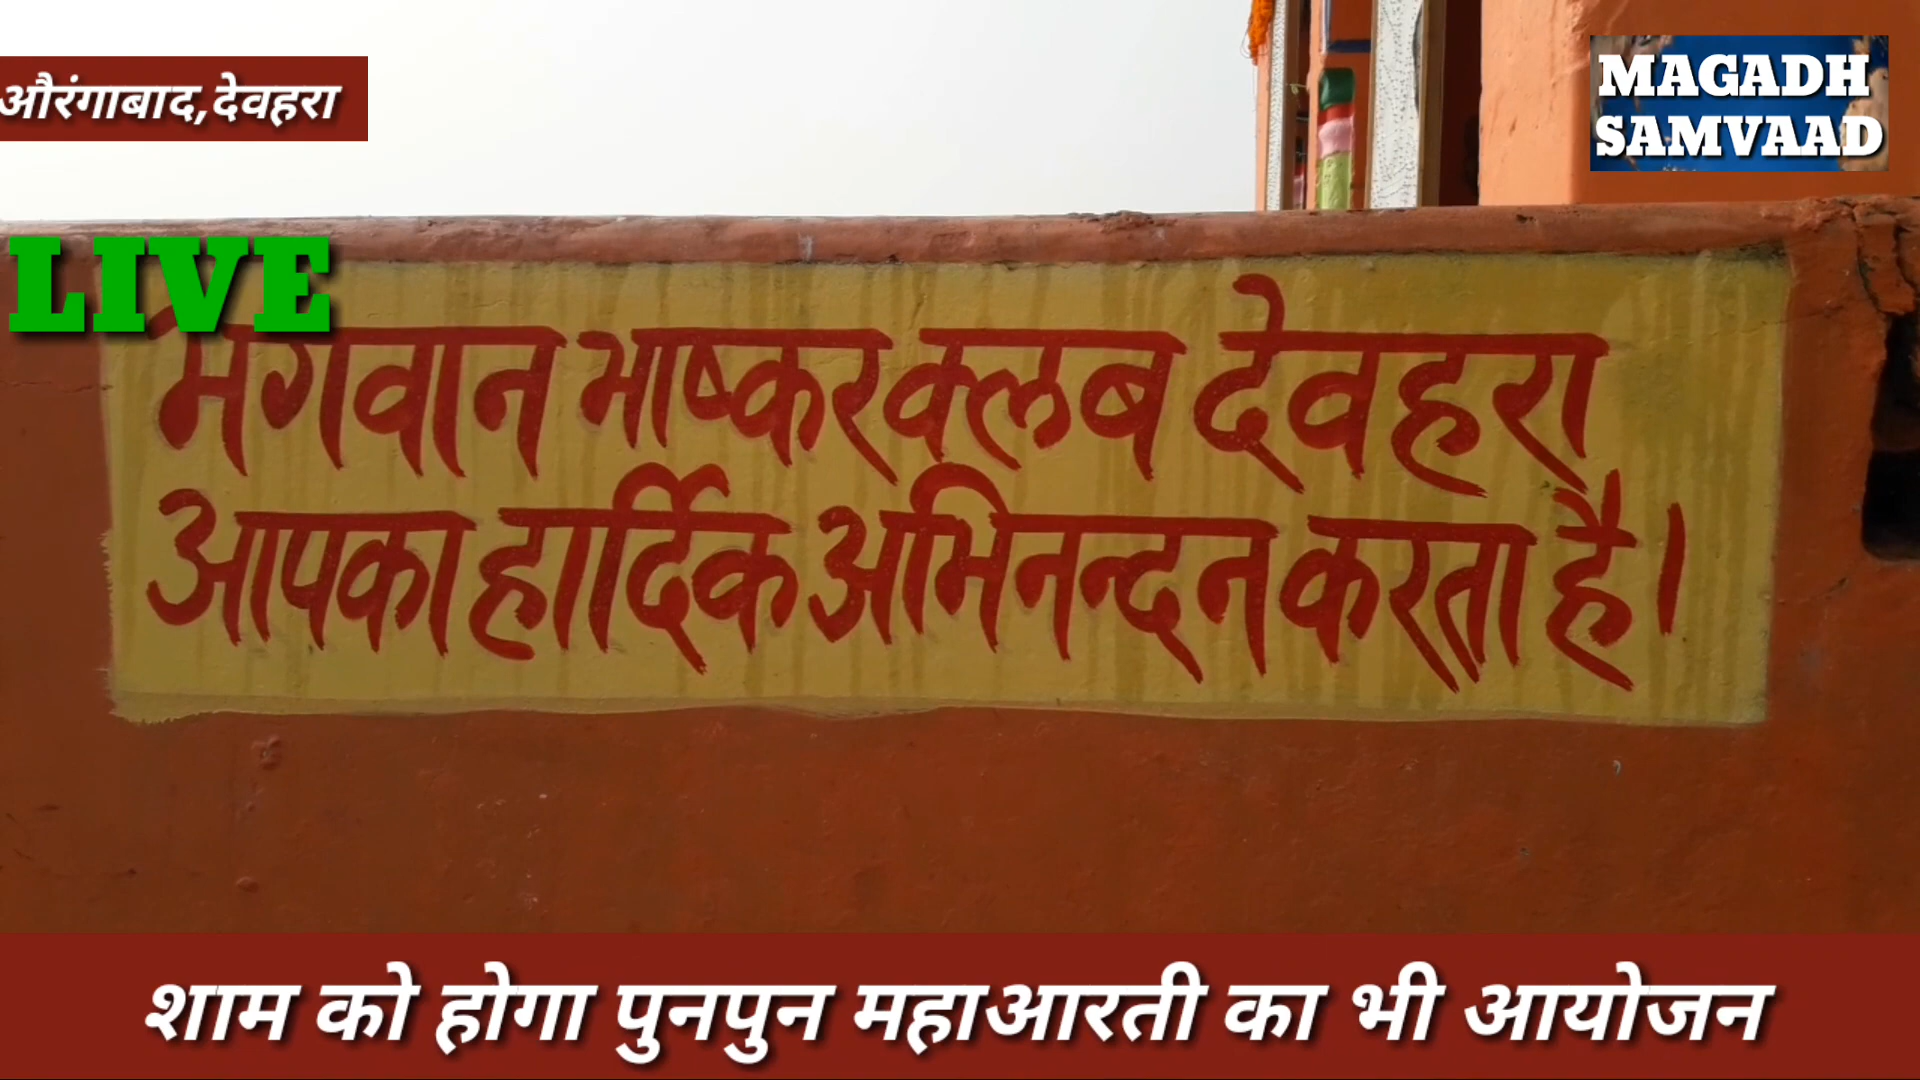 औरंगाबाद,देवहरा
MAGADH
SAMVAAD
LIVE
भगवान भाष्कर क्लब देवहरा
आपका हार्दिक अभिनन्दन करता है।
शाम को होगा पुनपुन महाआरती का भी आयोजन